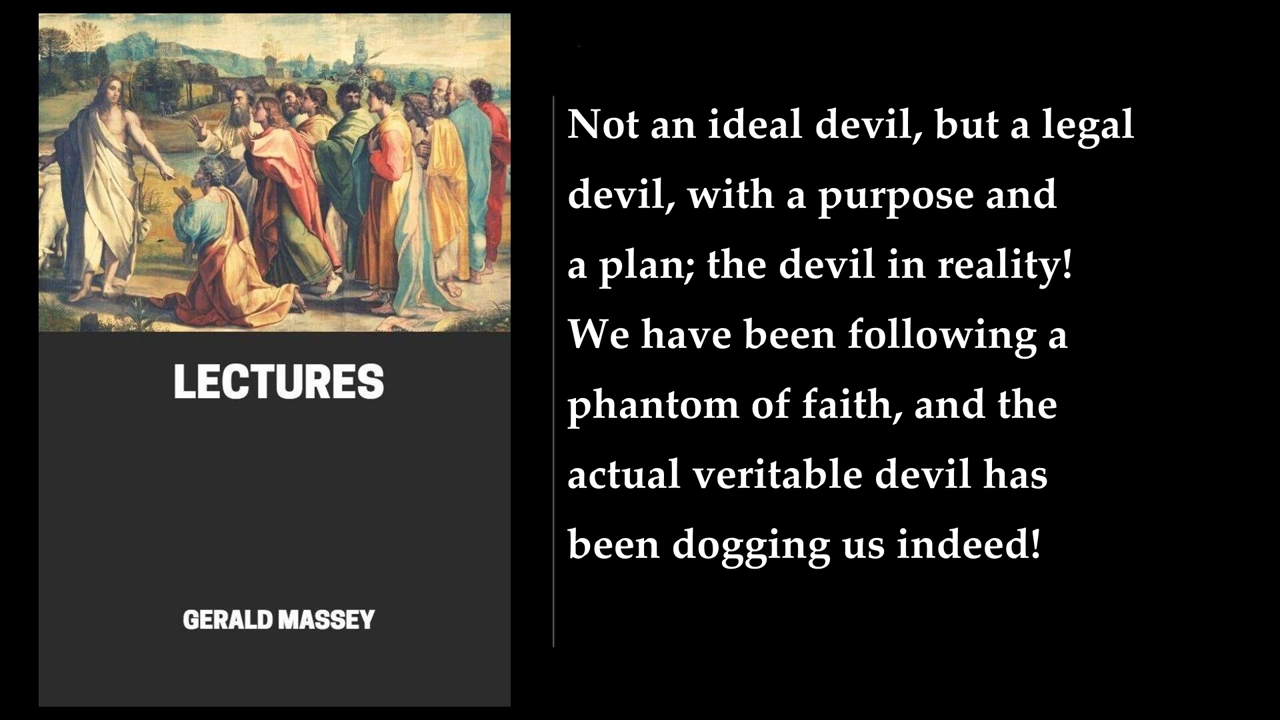 LECTURES
GERALD MASSEY
Not an ideal devil, but a legal
devil, with a purpose and
a plan; the devil in reality!
We have been following a
phantom of faith, and the
actual veritable devil has
been dogging us indeed!